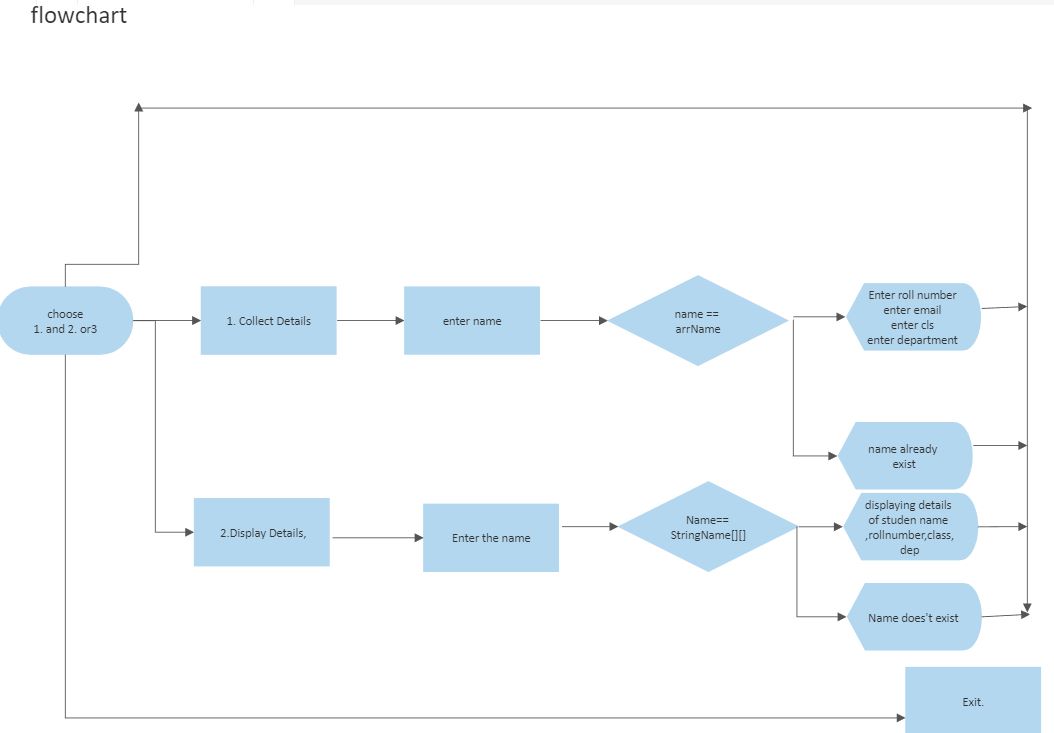 flowchart
choose
1. and 2. or3
1. Collect Details
enter name
name ==
arrName
Enter roll number
enter email
enter cls
enter department
name already
exist
2.Display Details,
Enter the name
Name==
StringName[][]
displaying details
of studen name
,rollnumber,class,
dep
Name does't exist
Exit.